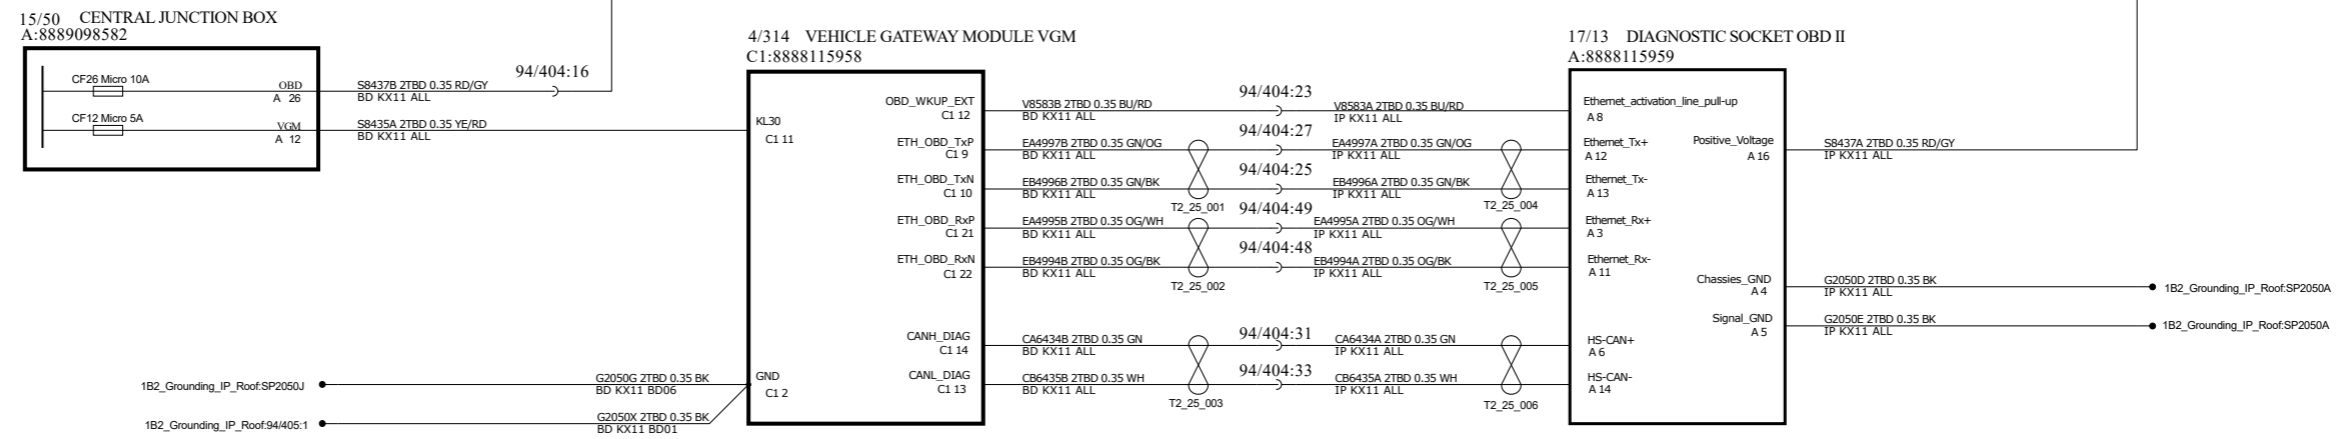 15/50 CENTRAL JUNCTION BOX
A:8889098582
CF26 Micro 10A
OBD
A 26
S8437B 2TBD 0.35 RD/GY
BD KX11 ALL
94/404:16
CF12 Micro 5A
VGM
A 12
S8435A 2TBD 0.35 YE/RD
BD KX11 ALL
4/314 VEHICLE GATEWAY MODULE VGM
C1:8888115958
KL30
C1 11
OBD_WKUP_EXT
C1 12
ETH_OBD_TxP
C1 9
ETH_OBD_TxN
C1 10
ETH_OBD_RxP
C1 21
ETH_OBD_RxN
C1 22
CANH_DIAG
C1 14
CANL_DIAG
C1 13
GND
C1 2
1B2_Grounding_IP_Roof:SP2050J
G2050G 2TBD 0.35 BK
BD KX11 BD06
1B2_Grounding_IP_Roof:94/405:1
G2050X 2TBD 0.35 BK
BD KX11 BD01
V8583B 2TBD 0.35 BU/RD
BD KX11 ALL
94/404:23
V8583A 2TBD 0.35 BU/RD
IP KX11 ALL
EA4997B 2TBD 0.35 GN/OG
BD KX11 ALL
94/404:27
EA4997A 2TBD 0.35 GN/OG
IP KX11 ALL
EB4996B 2TBD 0.35 GN/BK
BD KX11 ALL
94/404:25
EB4996A 2TBD 0.35 GN/BK
IP KX11 ALL
T2_25_001
T2_25_004
EA4995B 2TBD 0.35 OG/WH
BD KX11 ALL
94/404:49
EA4995A 2TBD 0.35 OG/WH
IP KX11 ALL
EB4994B 2TBD 0.35 OG/BK
BD KX11 ALL
94/404:48
EB4994A 2TBD 0.35 OG/BK
IP KX11 ALL
T2_25_002
T2_25_005
CA6434B 2TBD 0.35 GN
BD KX11 ALL
94/404:31
CA6434A 2TBD 0.35 GN
IP KX11 ALL
CB6435B 2TBD 0.35 WH
BD KX11 ALL
94/404:33
CB6435A 2TBD 0.35 WH
IP KX11 ALL
T2_25_003
T2_25_006
17/13 DIAGNOSTIC SOCKET OBD II
A:8888115959
Ethernet_activation_line_pull-up
A 8
Ethernet_Tx+
A 12
Ethernet_Tx-
A 13
Ethernet_Rx+
A 3
Ethernet_Rx-
A 11
HS-CAN+
A 6
HS-CAN-
A 14
Positive_Voltage
A 16
Chassies_GND
A 4
Signal_GND
A 5
S8437A 2TBD 0.35 RD/GY
IP KX11 ALL
G2050D 2TBD 0.35 BK
IP KX11 ALL
1B2_Grounding_IP_Roof:SP2050A
G2050E 2TBD 0.35 BK
IP KX11 ALL
1B2_Grounding_IP_Roof:SP2050A